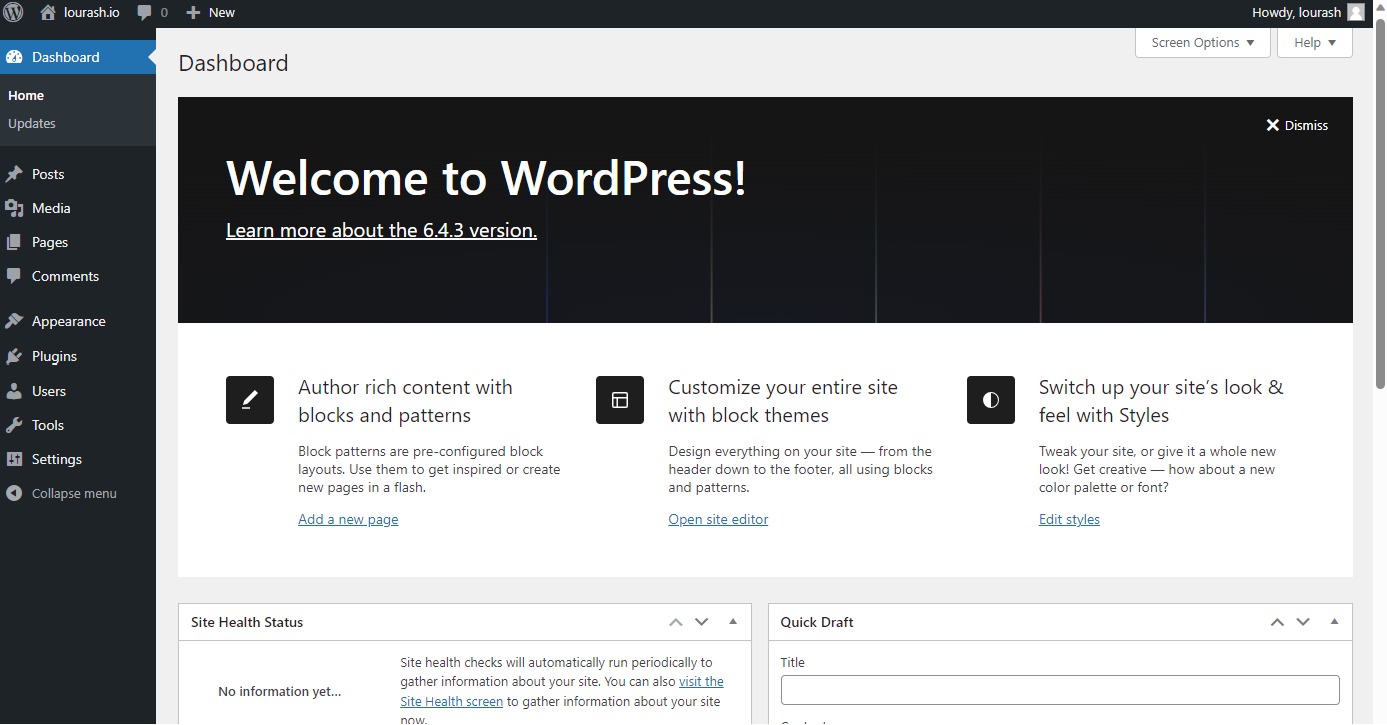 lourash.io
0
New
Howdy, lourash
Dashboard
Home
Updates
Posts
Media
Pages
Comments
Appearance
Plugins
Users
Tools
Settings
Collapse menu
Screen Options
Help
Dashboard
Dismiss
Welcome to WordPress!
Learn more about the 6.4.3 version.
Author rich content with
blocks and patterns
Block patterns are pre-configured block
layouts. Use them to get inspired or create
new pages in a flash.
Add a new page
Customize your entire site
with block themes
Design everything on your site — from the
header down to the footer, all using blocks
and patterns.
Open site editor
Switch up your site’s look &
feel with Styles
Tweak your site, or give it a whole new
look! Get creative — how about a new
color palette or font?
Edit styles
Site Health Status
No information yet...
Site health checks will automatically run periodically to
gather information about your site. You can also visit the
Site Health screen to gather information about your site
now.
Quick Draft
Title